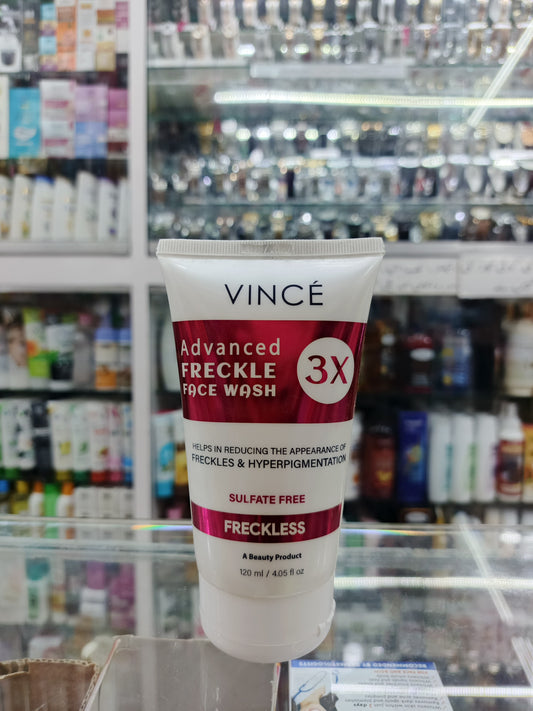 VINCÉ
Advanced
FRECKLE
FACE WASH
3X
HELPS IN REDUCING THE APPEARANCE OF
FRECKLES & HYPERPIGMENTATION
SULFATE FREE
FRECKLESS
A Beauty Product
120 ml / 4.05 fl oz